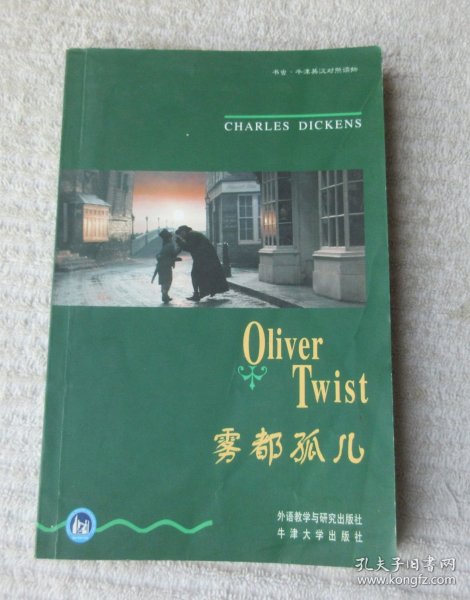 书虫·牛津英汉对照读物
CHARLES DICKENS
Oliver
Twist
雾都孤儿
外语教学与研究出版社
牛津大学出版社
孔夫子旧书网
www.kongfz.com